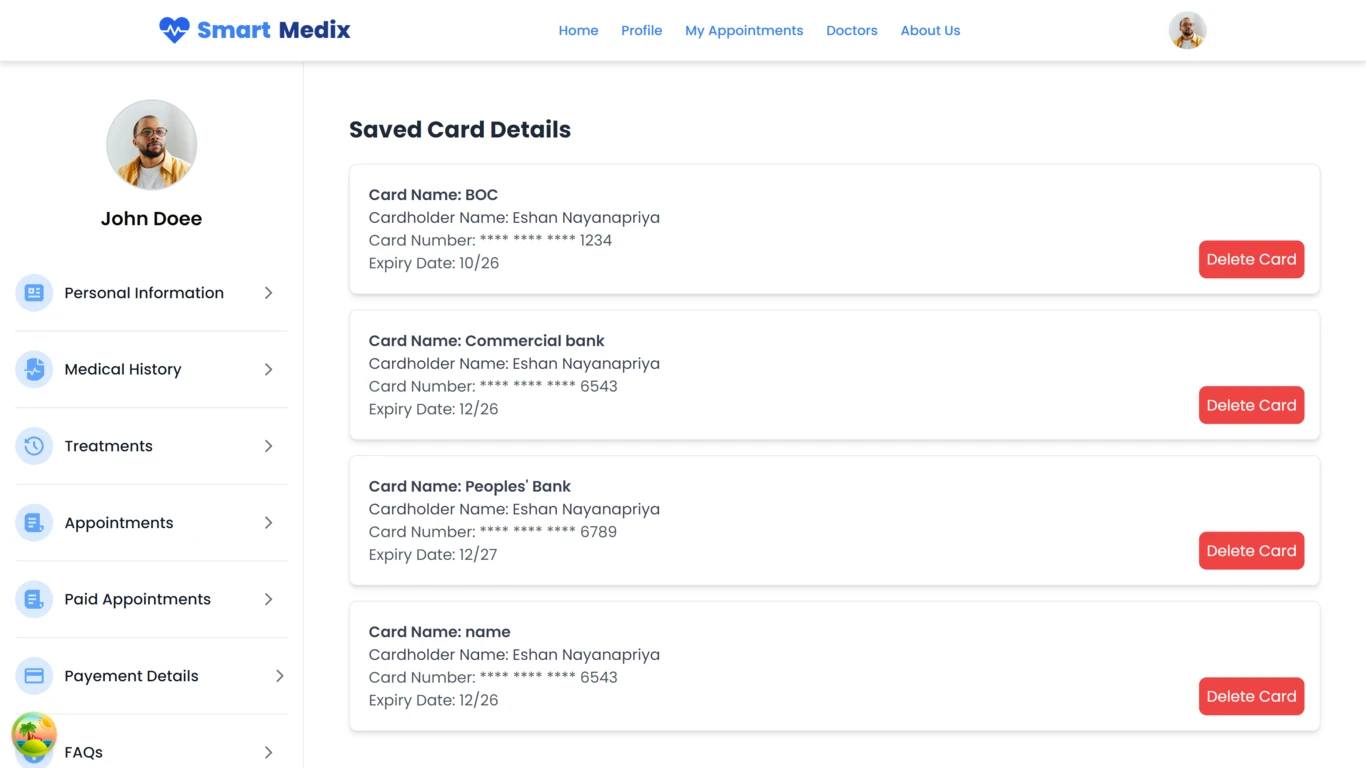 Smart Medix
Home
Profile
My Appointments
Doctors
About Us
John Doee
Personal Information
Medical History
Treatments
Appointments
Paid Appointments
Payement Details
FAQs
Saved Card Details
Card Name: BOC
Cardholder Name: Eshan Nayanapriya
Card Number: **** **** **** 1234
Expiry Date: 10/26
Delete Card
Card Name: Commercial bank
Cardholder Name: Eshan Nayanapriya
Card Number: **** **** **** 6543
Expiry Date: 12/26
Delete Card
Card Name: Peoples' Bank
Cardholder Name: Eshan Nayanapriya
Card Number: **** **** **** 6789
Expiry Date: 12/27
Delete Card
Card Name: name
Cardholder Name: Eshan Nayanapriya
Card Number: **** **** **** 6543
Expiry Date: 12/26
Delete Card